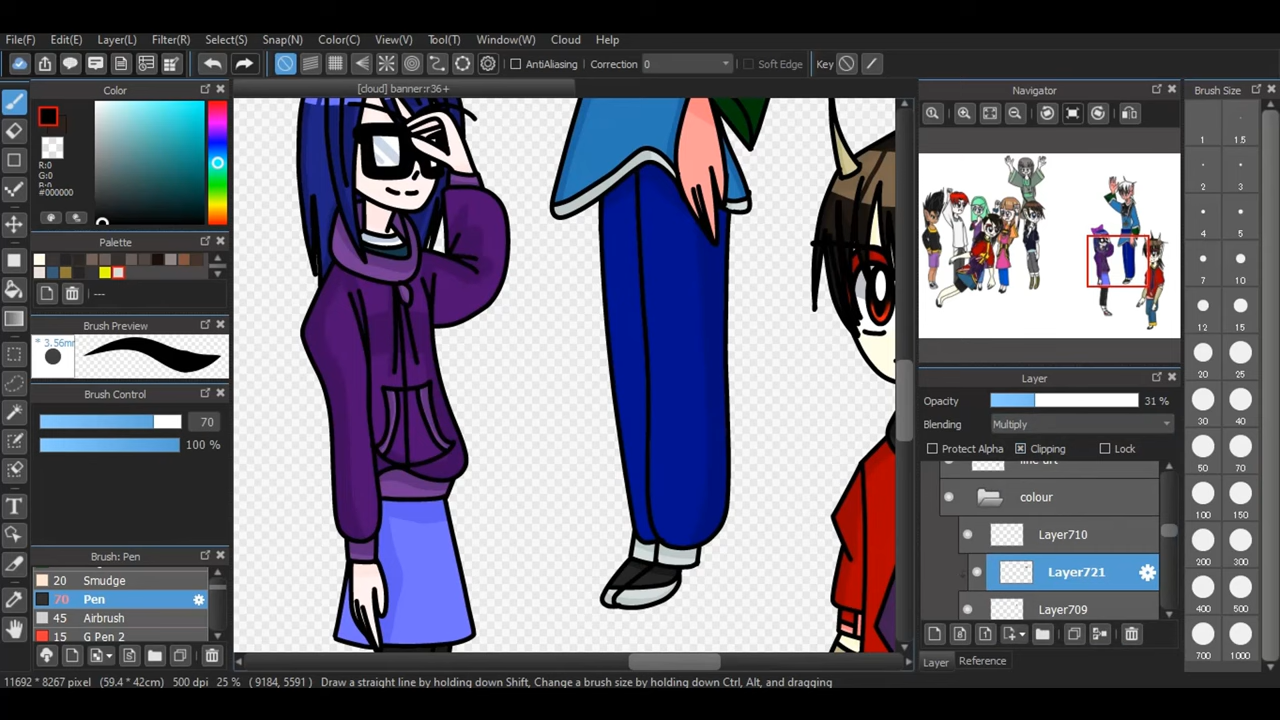 File(F) Edit(E) Layer(L) Filter(R) Select(S) Snap(N) Color(C) View(V) Tool(T) Window(W) Cloud Help
AntiAliasing Correction 0 Soft Edge Key
Color
[cloud] banner:r36+
Navigator
Brush Size
R:0
G:0
#000000
1 1.5
2 3
4 5
7 10
12 15
20 25
30 40
50 70
100 150
200 300
400 500
700 1000
Palette
---
Brush Preview
* 3.56mm
Brush Control
70
100 %
Brush: Pen
20 Smudge
70 Pen
45 Airbrush
15 G Pen 2
Layer
Opacity 31 %
Blending Multiply
Protect Alpha Clipping Lock
line art
colour
Layer710
Layer721
Layer709
Layer Reference
11692 * 8267 pixel (59.4 * 42cm) 500 dpi 25 % (9184, 5591) Draw a straight line by holding down Shift, Change a brush size by holding down Ctrl, Alt, and dragging